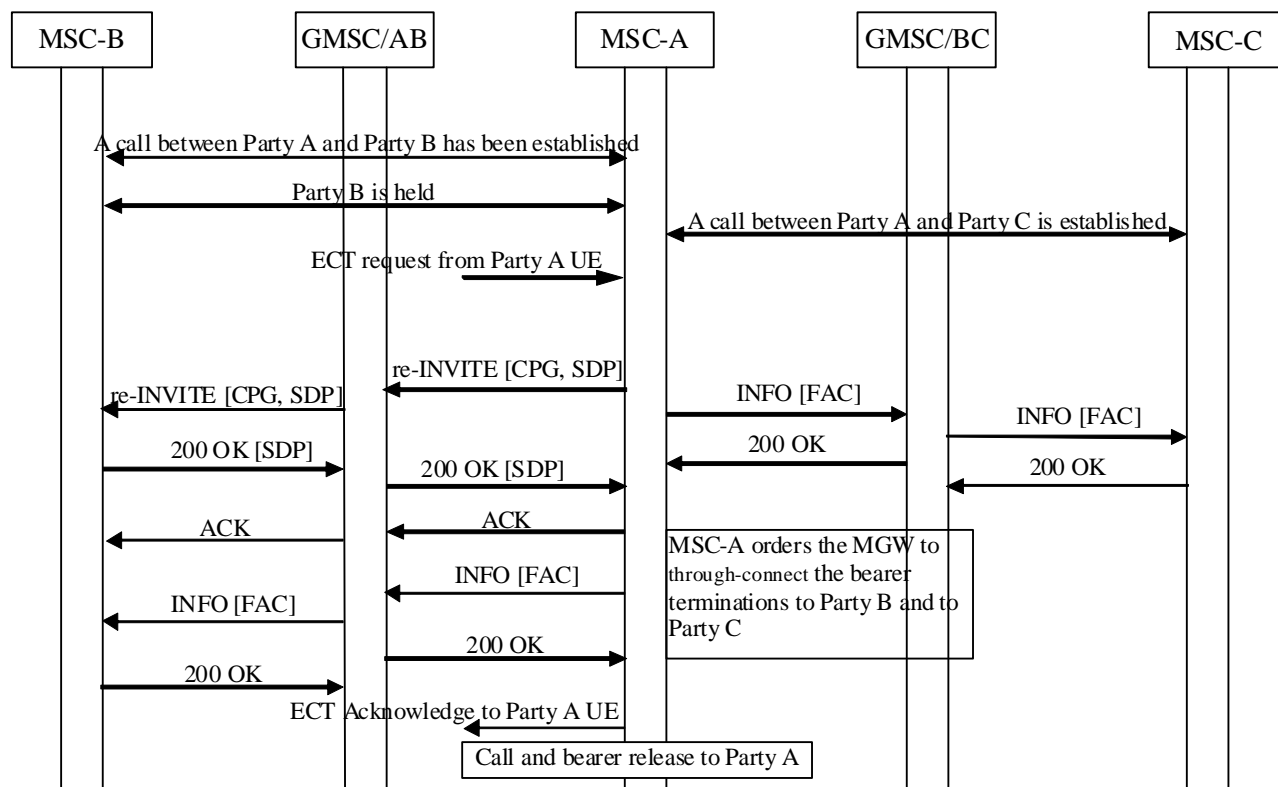 MSC-B
GMSC/AB
MSC-A
GMSC/BC
MSC-C
A call between Party A and Party B has been established
Party B is held
A call between Party A and Party C is established
ECT request from Party A UE
re-INVITE [CPG, SDP]
re-INVITE [CPG, SDP]
INFO [FAC]
INFO [FAC]
200 OK [SDP]
200 OK
200 OK [SDP]
200 OK
ACK
ACK
MSC-A orders the MGW to
through-connect the bearer
terminations to Party B and to
Party C
INFO [FAC]
INFO [FAC]
200 OK
200 OK
ECT Acknowledge to Party A UE
Call and bearer release to Party A